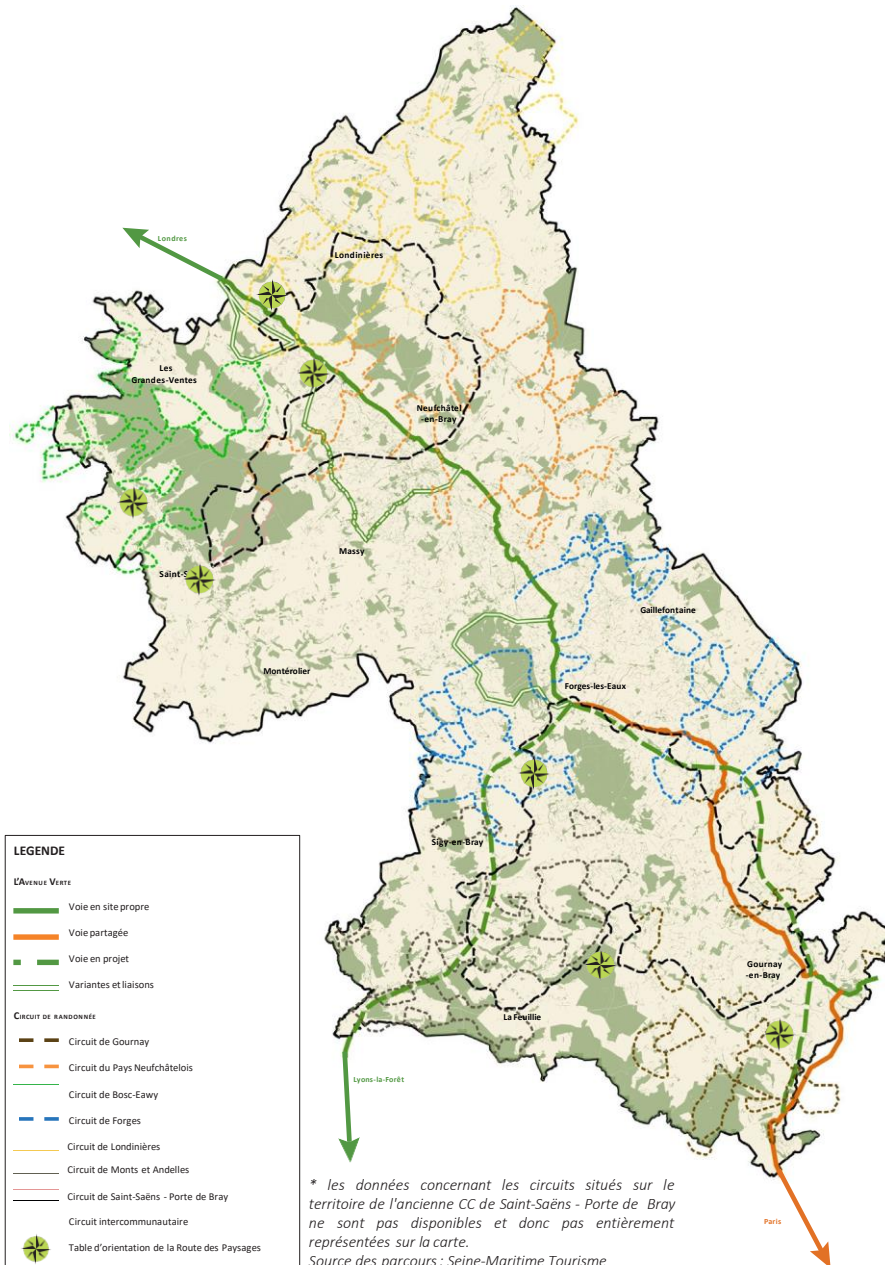 Londres
Londinières
Les
Grandes-Ventes
Neufchâtel
-en-Bray
Massy
Saint-S
Gaillefontaine
Montérolier
Forges-les-Eaux
Sigy-en-Bray
Gournay
-en-Bray
La Feuillie
Lyons-la-Forêt
Paris
LEGENDE
L'AVENUE VERTE
Voie en site propre
Voie partagée
Voie en projet
Variantes et liaisons
CIRCUIT DE RANDONNÉE
Circuit de Gournay
Circuit du Pays Neufchâtelois
Circuit de Bosc-Eawy
Circuit de Forges
Circuit de Londinières
Circuit de Monts et Andelles
Circuit de Saint-Saëns - Porte de Bray
Circuit intercommunautaire
Table d'orientation de la Route des Paysages
* les données concernant les circuits situés sur le
territoire de l'ancienne CC de Saint-Saëns - Porte de Bray
ne sont pas disponibles et donc pas entièrement
représentées sur la carte.
Source des parcours : Seine-Maritime Tourisme